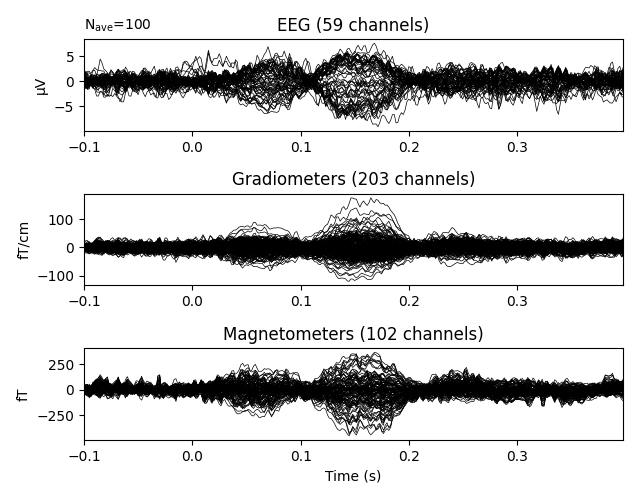 N_ave=100
EEG (59 channels)
5
0
−5
µV
−0.1 0.0 0.1 0.2 0.3
Gradiometers (203 channels)
100
0
−100
fT/cm
−0.1 0.0 0.1 0.2 0.3
Magnetometers (102 channels)
250
0
−250
fT
−0.1 0.0 0.1 0.2 0.3
Time (s)